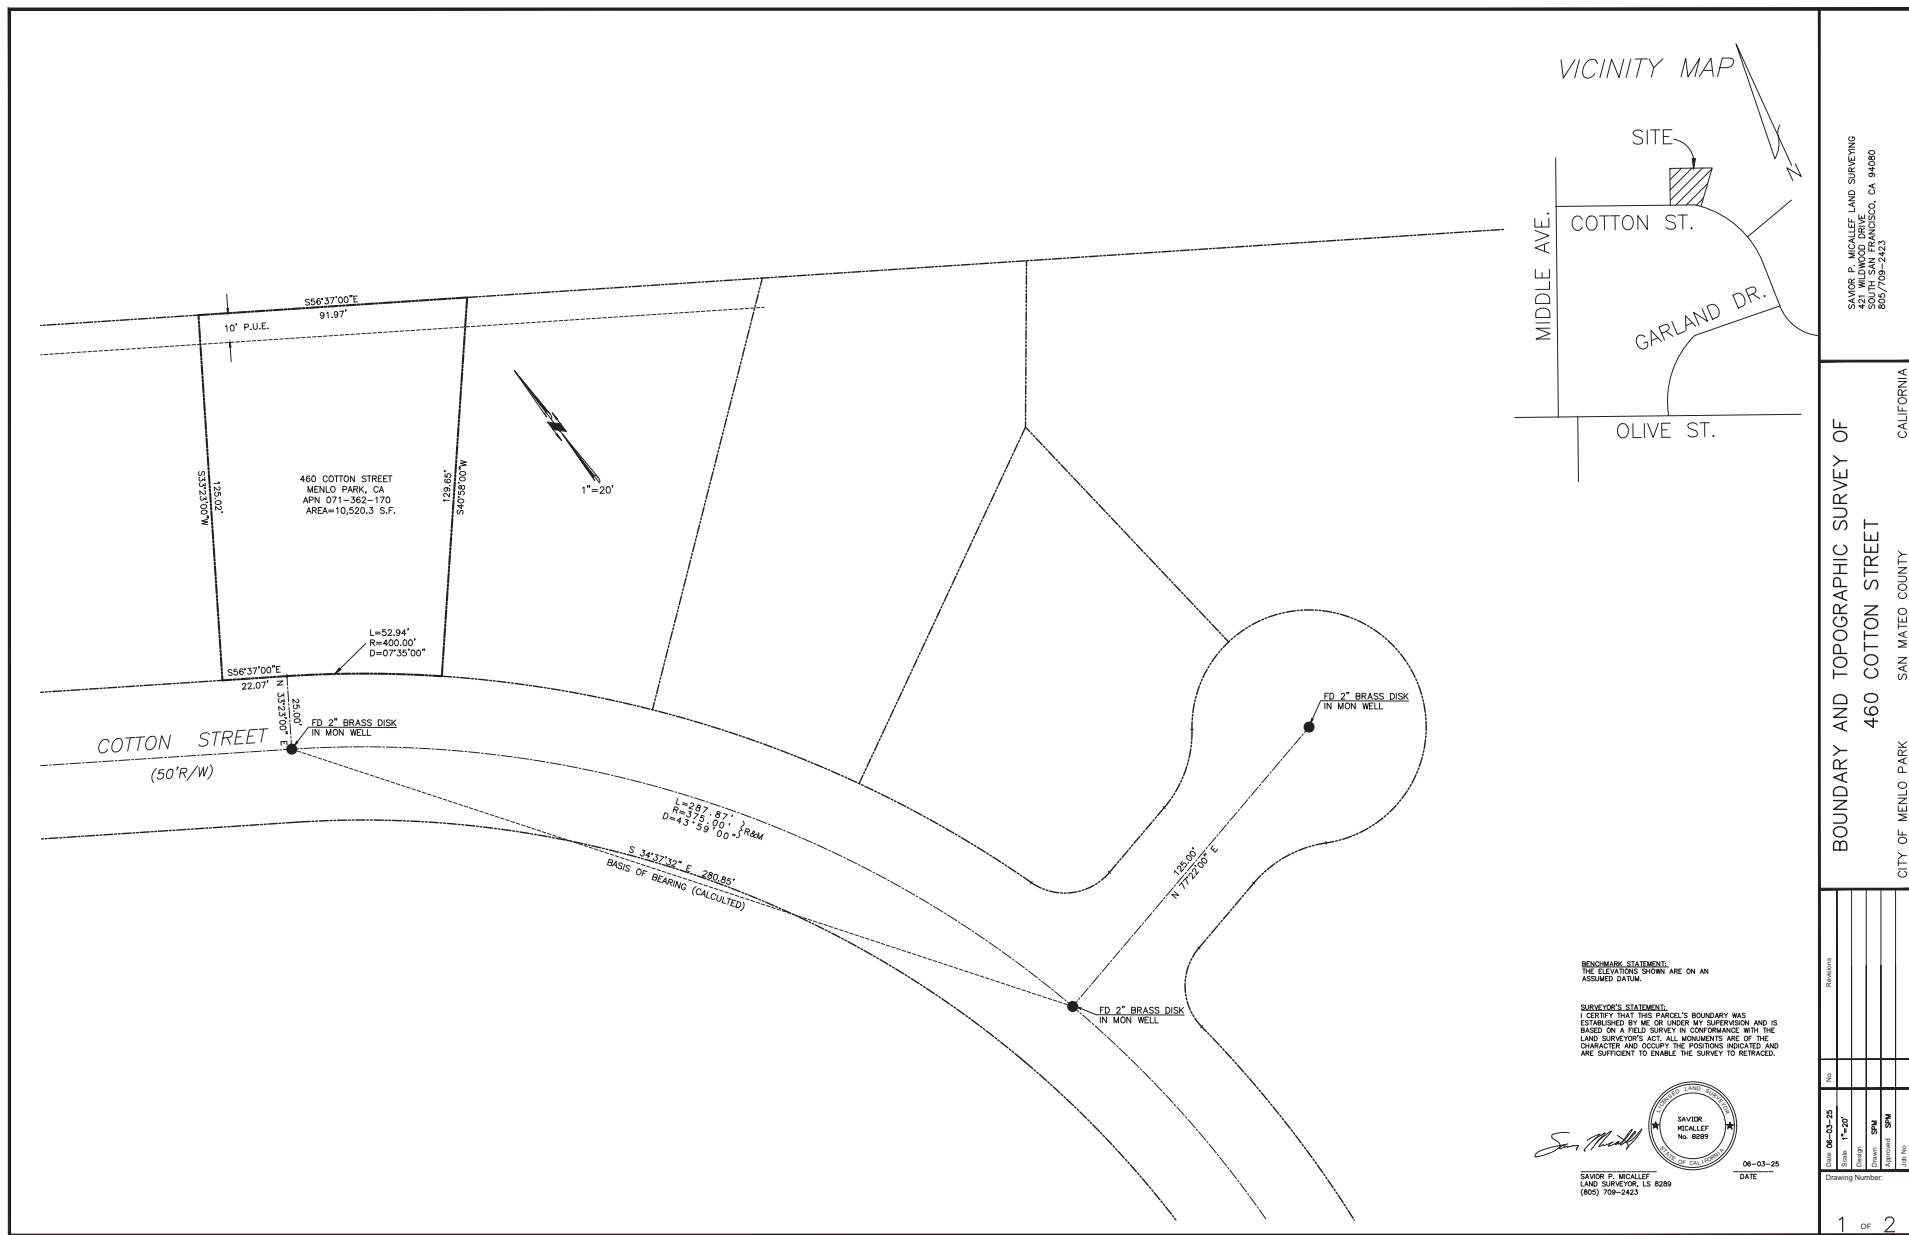 VICINITY MAP
SITE
N
MIDDLE AVE.
COTTON ST.
GARLAND DR.
OLIVE ST.
S56°37'00"E
91.97'
10' P.U.E.
S33°23'00"W
125.02'
460 COTTON STREET
MENLO PARK, CA
APN 071-362-170
AREA=10,520.3 S.F.
129.65'
S40°58'00"W
1"=20'
L=52.94'
R=400.00'
D=07°35'00"
S56°37'00"E
22.07'
N 33°23'00" E
25.00'
FD 2" BRASS DISK
IN MON WELL
COTTON STREET
(50'R/W)
FD 2" BRASS DISK
IN MON WELL
L=287.87'
R=375.00'
D=43°59'00"
}R&M
S 34°37'32" E 280.85'
BASIS OF BEARING (CALCULTED)
125.00'
N 77°22'00" E
FD 2" BRASS DISK
IN MON WELL
BENCHMARK STATEMENT:
THE ELEVATIONS SHOWN ARE ON AN
ASSUMED DATUM.
SURVEYOR'S STATEMENT:
I CERTIFY THAT THIS PARCEL'S BOUNDARY WAS
ESTABLISHED BY ME OR UNDER MY SUPERVISION AND IS
BASED ON A FIELD SURVEY IN CONFORMANCE WITH THE
LAND SURVEYOR'S ACT. ALL MONUMENTS ARE OF THE
CHARACTER AND OCCUPY THE POSITIONS INDICATED AND
ARE SUFFICIENT TO ENABLE THE SURVEY TO RETRACED.
LICENSED LAND SURVEYOR
SAVIOR
MICALLEF
No. 8289
STATE OF CALIFORNIA
SAVIOR P. MICALLEF
LAND SURVEYOR, LS 8289
(805) 709-2423
06-03-25
DATE
SAVIOR P. MICALLEF LAND SURVEYING
421 WILDWOOD DRIVE
SOUTH SAN FRANCISCO, CA 94080
805/709-2423
BOUNDARY AND TOPOGRAPHIC SURVEY OF
460 COTTON STREET
CITY OF MENLO PARK SAN MATEO COUNTY CALIFORNIA
No. Revisions
Date 06-03-25
Scale 1"=20'
Design
Drawn SPM
Approved SPM
Job No
Drawing Number:
1 OF 2